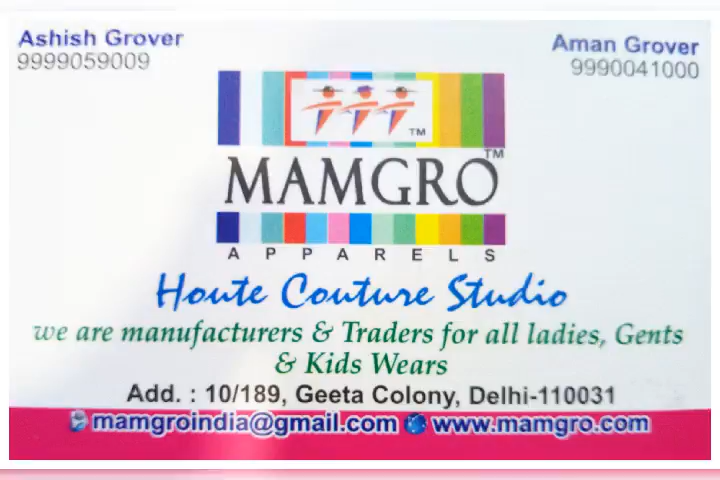 Ashish Grover
9999059009
Aman Grover
9990041000
TM
MAMGRO TM
APPARELS
Houte Couture Studio
we are manufacturers & Traders for all ladies, Gents
& Kids Wears
Add. : 10/189, Geeta Colony, Delhi-110031
mamgroindia@gmail.com www.mamgro.com